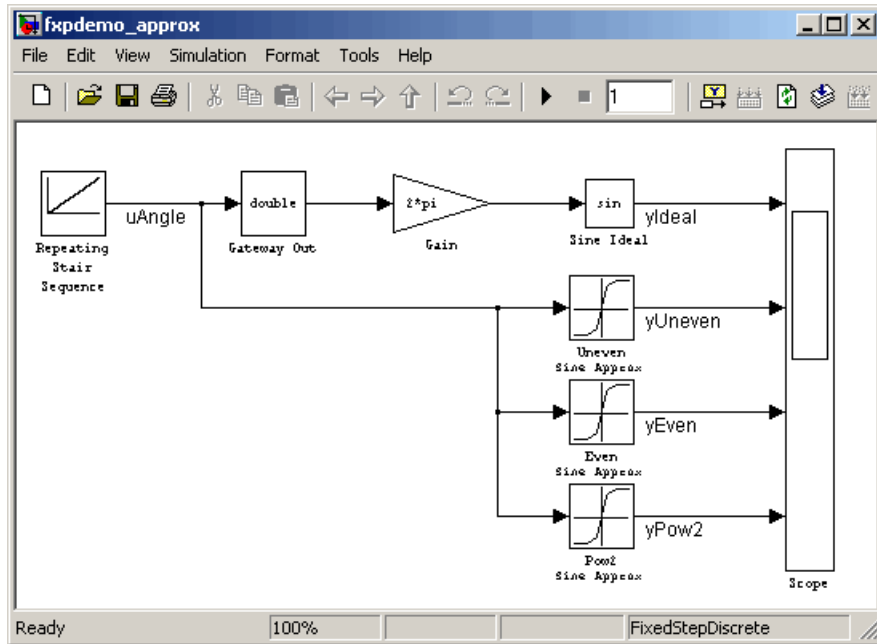 fxpdemo_approx
File Edit View Simulation Format Tools Help
1
double
2*pi
sin
uAngle
yIdeal
Repeating
Stair
Sequence
Gateway Out
Gain
Sine Ideal
yUneven
Uneven
Sine Approx
yEven
Even
Sine Approx
yPow2
Pow2
Sine Approx
Scope
Ready 100% FixedStepDiscrete